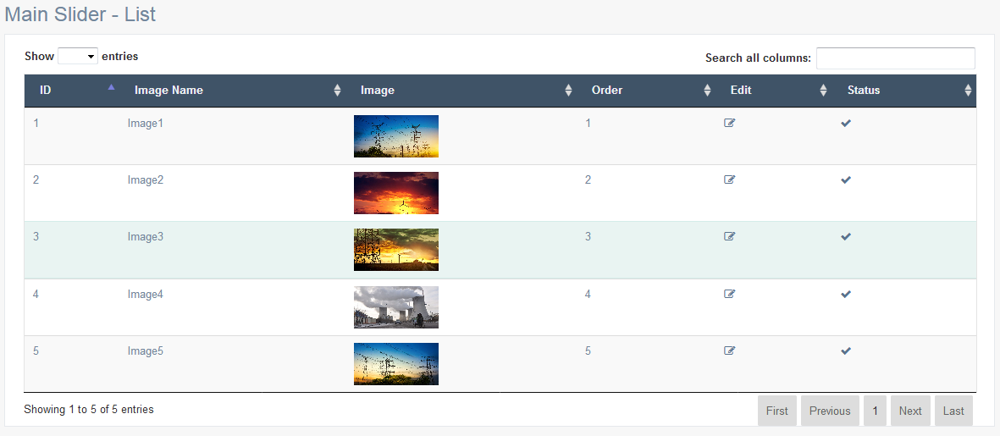 Main Slider - List
Show entries Search all columns:
ID Image Name Image Order Edit Status
1 Image1 1
2 Image2 2
3 Image3 3
4 Image4 4
5 Image5 5
Showing 1 to 5 of 5 entries First Previous 1 Next Last